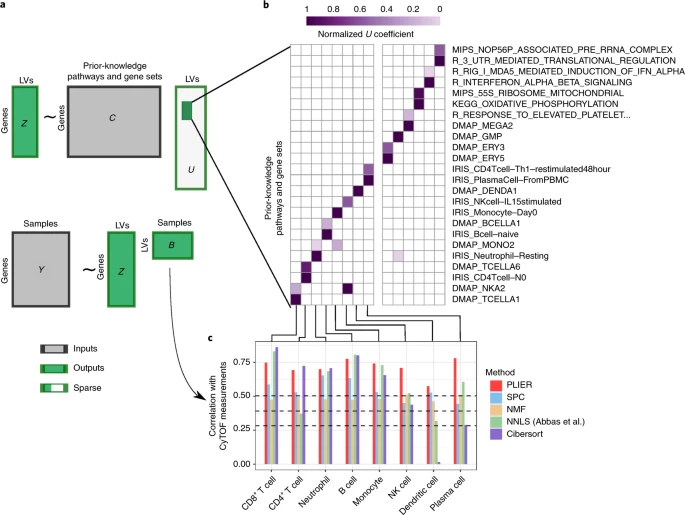 a
Prior-knowledge
pathways and gene sets
LVs
LVs
Genes
Z
~
Genes
C
U
Samples
Samples
LVs
Genes
Y
~
Genes
Z
LVs
B
Inputs
Outputs
Sparse
b
1 0.8 0.6 0.4 0.2 0
Normalized U coefficient
Prior-knowledge
pathways and gene sets
MIPS_NOP56P_ASSOCIATED_PRE_RRNA_COMPLEX
R_3_UTR_MEDIATED_TRANSLATIONAL_REGULATION
R_RIG_I_MDA5_MEDIATED_INDUCTION_OF_IFN_ALPHA
R_INTERFERON_ALPHA_BETA_SIGNALING
MIPS_55S_RIBOSOME_MITOCHONDRIAL
KEGG_OXIDATIVE_PHOSPHORYLATION
R_RESPONSE_TO_ELEVATED_PLATELET...
DMAP_MEGA2
DMAP_GMP
DMAP_ERY3
DMAP_ERY5
IRIS_CD4Tcell–Th1–restimulated48hour
IRIS_PlasmaCell–FromPBMC
DMAP_DENDA1
IRIS_NKcell–IL15stimulated
IRIS_Monocyte–Day0
DMAP_BCELLA1
IRIS_Bcell–naive
DMAP_MONO2
IRIS_Neutrophil–Resting
DMAP_TCELLA6
IRIS_CD4Tcell–N0
DMAP_NKA2
DMAP_TCELLA1
c
Correlation with
CyTOF measurements
0.75
0.50
0.25
0.00
CD8+ T cell
CD4+ T cell
Neutrophil
B cell
Monocyte
NK cell
Dendritic cell
Plasma cell
Method
PLIER
SPC
NMF
NNLS (Abbas et al.)
Cibersort